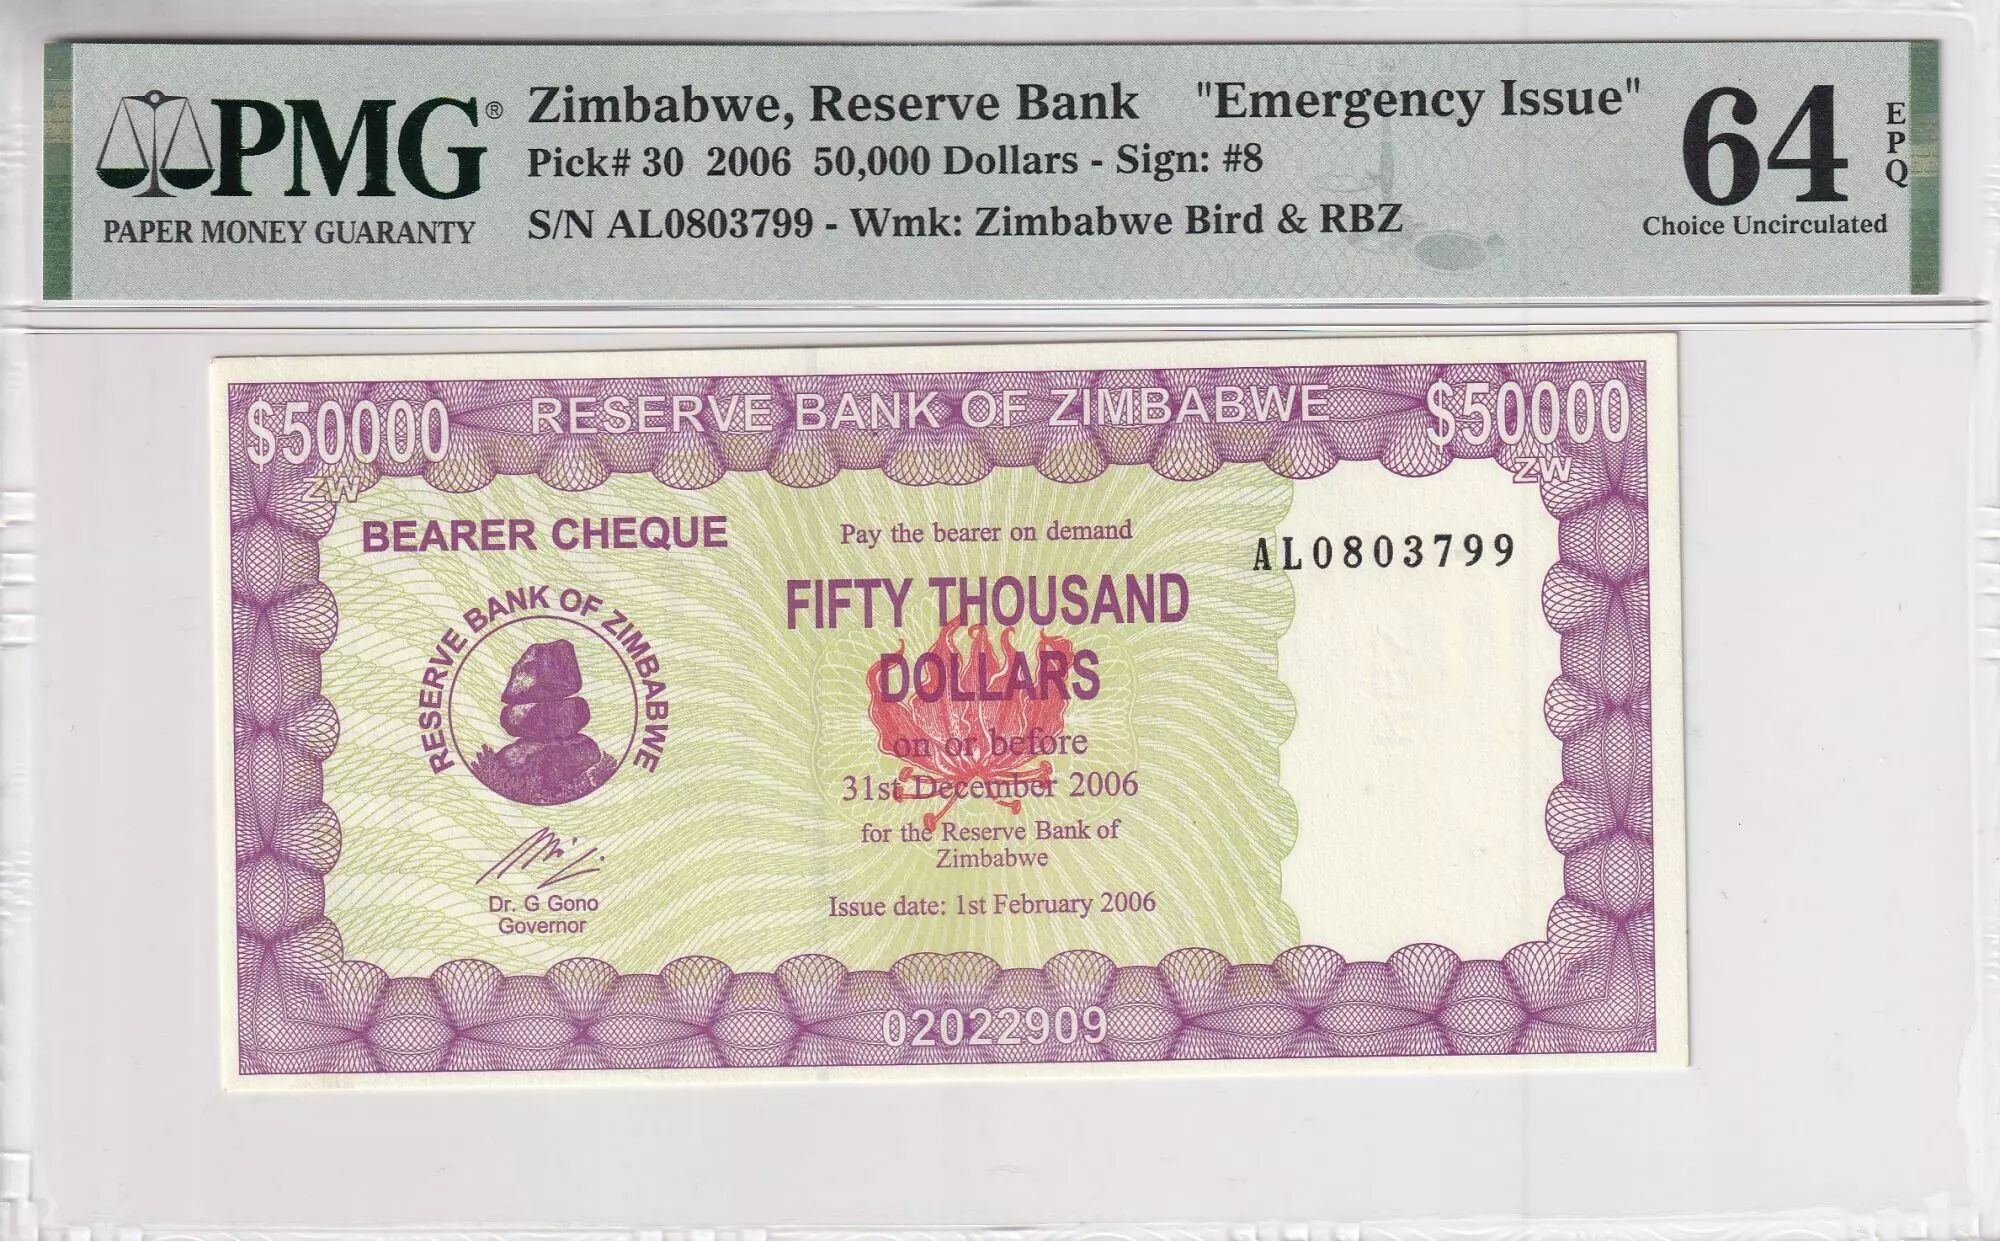 PMG®
PAPER MONEY GUARANTY
Zimbabwe, Reserve Bank "Emergency Issue"
Pick# 30 2006 50,000 Dollars - Sign: #8
S/N AL0803799 - Wmk: Zimbabwe Bird & RBZ
64
EPQ
Choice Uncirculated
$50000
ZW
RESERVE BANK OF ZIMBABWE
$50000
ZW
BEARER CHEQUE
RESERVE BANK OF ZIMBABWE
Dr. G Gono
Governor
Pay the bearer on demand
FIFTY THOUSAND
DOLLARS
on or before
31st December 2006
for the Reserve Bank of
Zimbabwe
Issue date: 1st February 2006
AL0803799
02022909